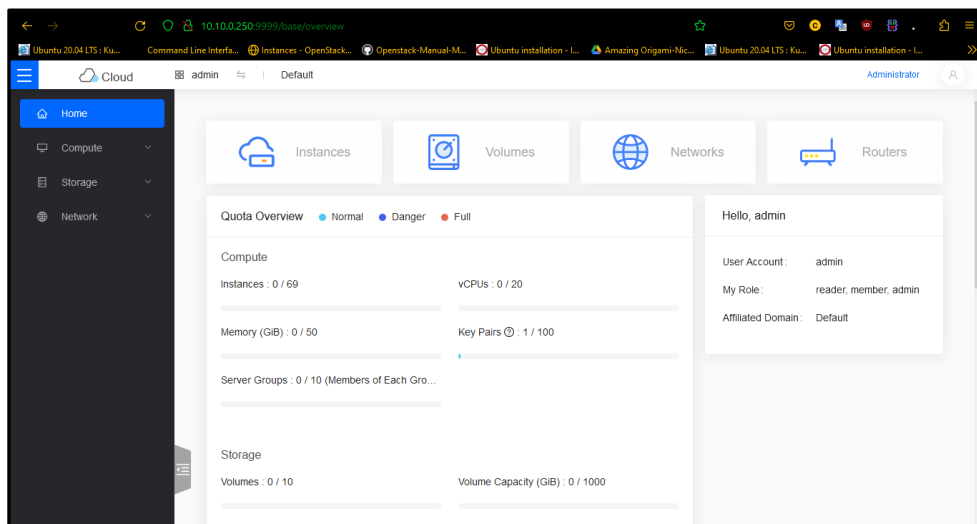 10.10.0.250:9999/base/overview
Ubuntu 20.04 LTS : Ku... Command Line Interfa... Instances - OpenStack... Openstack-Manual-M... Ubuntu installation - l... Amazing Origami-Nic... Ubuntu 20.04 LTS : Ku... Ubuntu installation - l...
Cloud admin Default Administrator
Home
Compute
Storage
Network
Instances Volumes Networks Routers
Quota Overview Normal Danger Full
Compute
Instances : 0 / 69 vCPUs : 0 / 20
Memory (GiB) : 0 / 50 Key Pairs : 1 / 100
Server Groups : 0 / 10 (Members of Each Gro...
Storage
Volumes : 0 / 10 Volume Capacity (GiB) : 0 / 1000
Hello, admin
User Account : admin
My Role : reader, member, admin
Affiliated Domain : Default